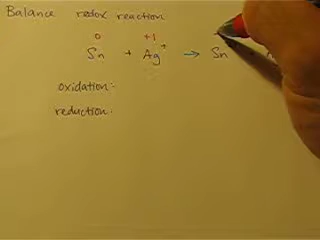 Balance redox reaction
0 +1
Sn + Ag⁺ → Sn
oxidation:-
reduction: